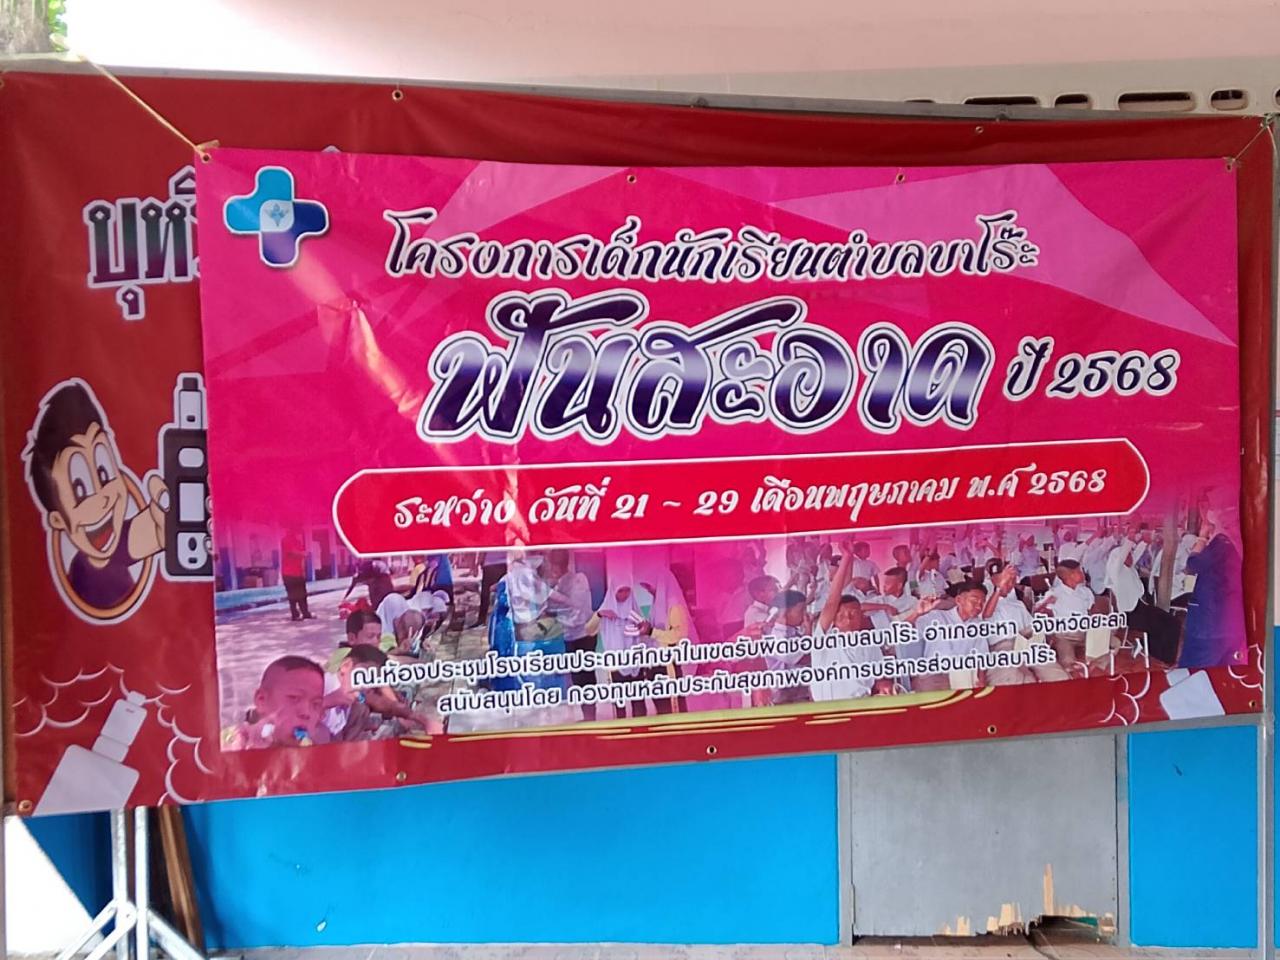 โครงการเด็กนักเรียนตำบลบาโร๊ะ
ฟันสะอาด ปี 2568
ระหว่าง วันที่ 21 - 29 เดือนพฤษภาคม พ.ศ 2568
ณ.ห้องประชุมโรงเรียนประถมศึกษาในเขตรับผิดชอบตำบลบาโร๊ะ อำเภอยะหา จังหวัดยะลา
สนับสนุนโดย กองทุนหลักประกันสุขภาพองค์การบริหารส่วนตำบลบาโร๊ะ